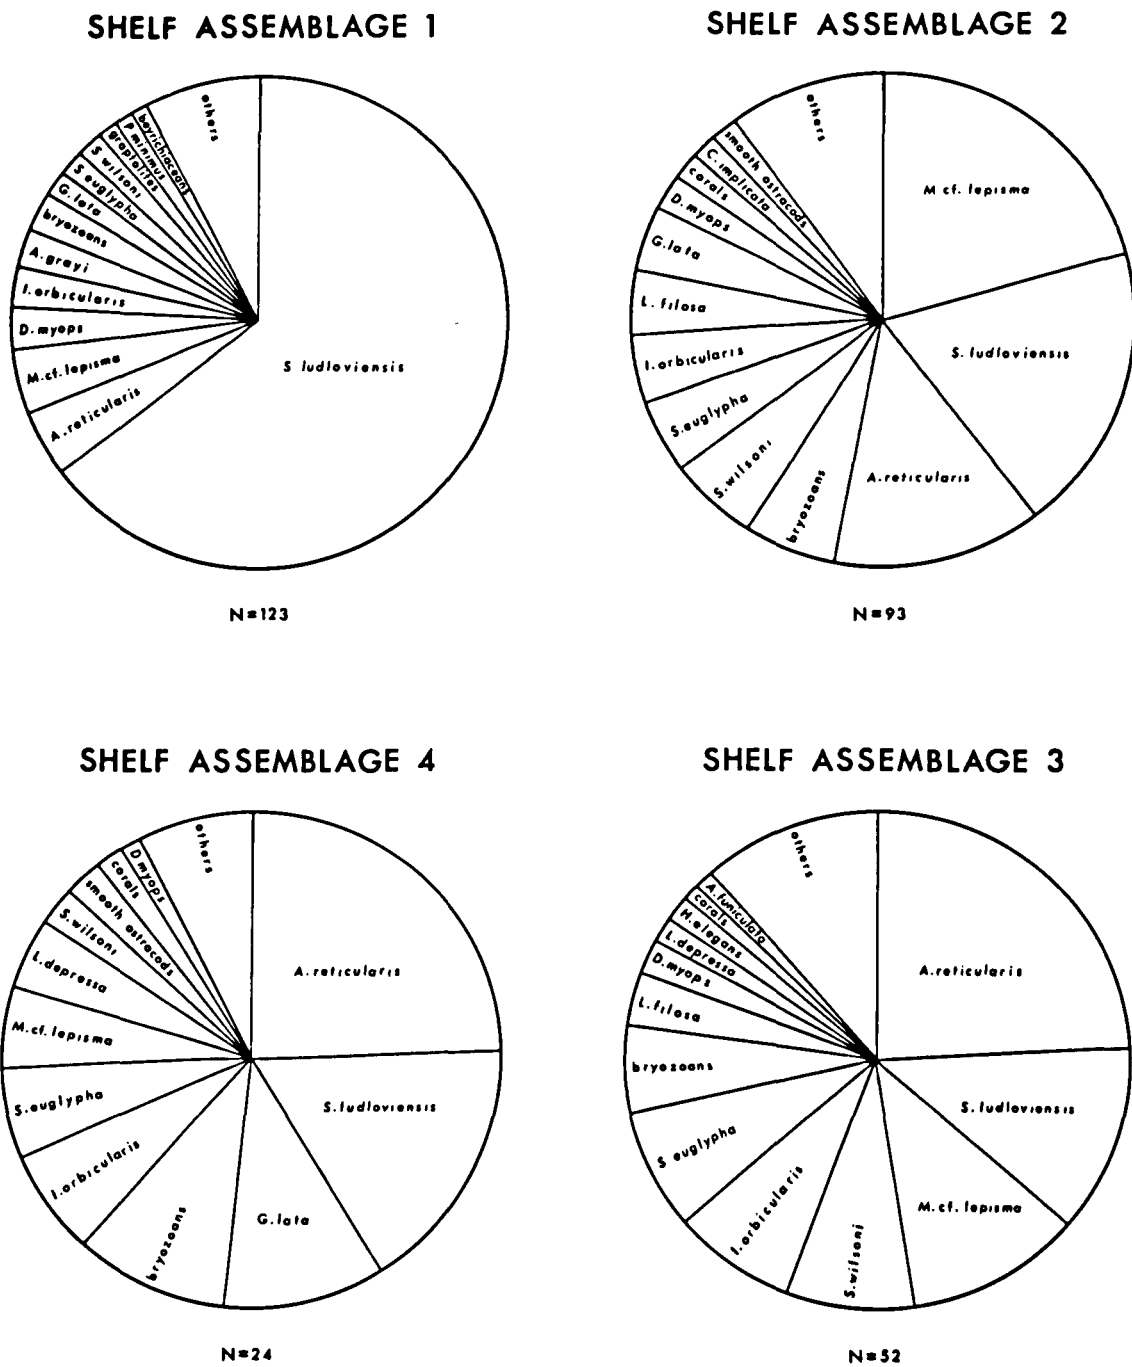 SHELF ASSEMBLAGE 1
others
beyrichiaceans
P minimus
graptolites
S wilsoni
S euglypha
G. lata
bryozoans
A. grayi
I. orbicularis
D. myops
M. cf. lepisma
A. reticularis
S ludloviensis
N=123
SHELF ASSEMBLAGE 2
others
smooth ostracods
C. implicata
corals
D. myops
G. lata
L. filosa
I. orbicularis
S. euglypha
S. wilsoni
bryozoans
A. reticularis
S. ludloviensis
M cf. lepisma
N=93
SHELF ASSEMBLAGE 4
others
D myops
corals
smooth ostracods
S. wilsoni
L. depressa
M. cf. lepisma
S. euglypha
I. orbicularis
bryozoans
G. lata
S. ludloviensis
A. reticularis
N=24
SHELF ASSEMBLAGE 3
others
A. funiculata
corals
H. elegans
L. depressa
D. myops
L. filosa
bryozoans
S euglypha
I. orbicularis
S. wilsoni
M. cf. lepisma
S. ludloviensis
A. reticularis
N=52